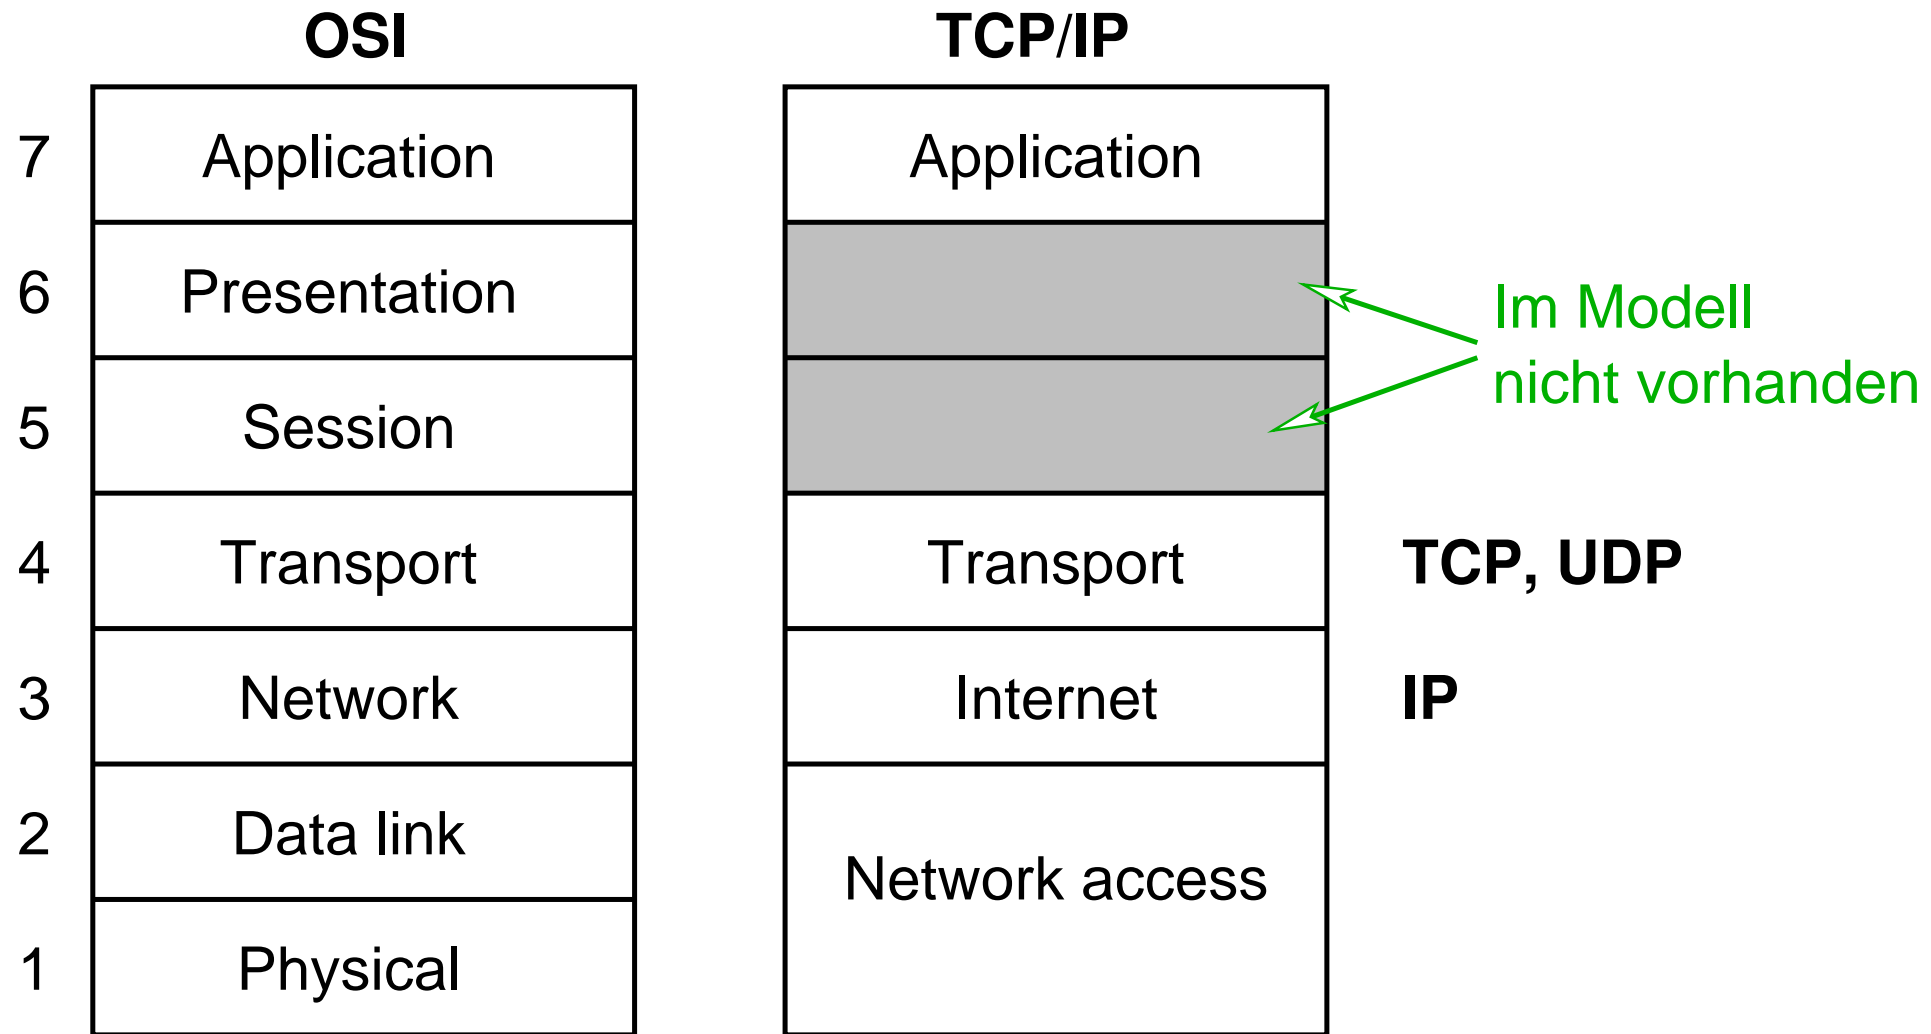 OSI TCP/IP
7 Application Application
6 Presentation
Im Modell
nicht vorhanden
5 Session
4 Transport Transport TCP, UDP
3 Network Internet IP
2 Data link
Network access
1 Physical